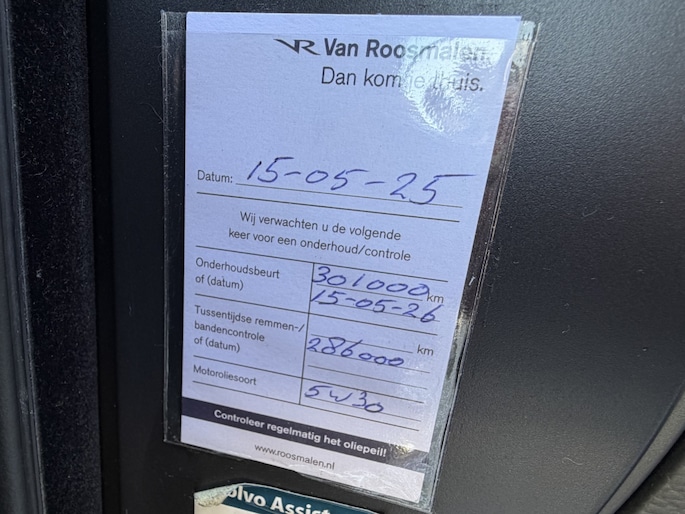 VR Van Roosmalen.
Dan kom je thuis.
Datum: 15-05-25
Wij verwachten u de volgende
keer voor een onderhoud/controle
Onderhoudsbeurt 301000 km
of (datum) 15-05-26
Tussentijdse remmen-/
bandencontrole 286000 km
of (datum)
Motoroliesoort 5W30
Controleer regelmatig het oliepeil!
www.roosmalen.nl